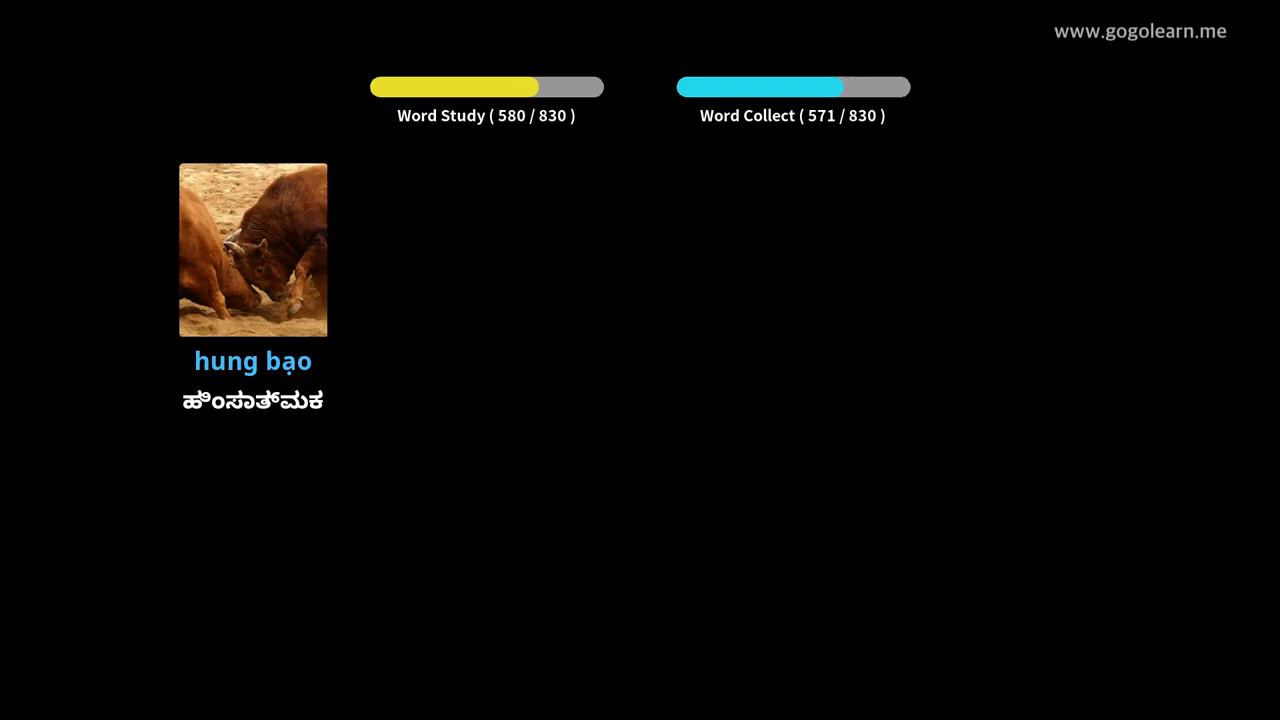 www.gogolearn.me
Word Study ( 580 / 830 )
Word Collect ( 571 / 830 )
hung bạo
ಹಿಂಸಾತ್ಮಕ